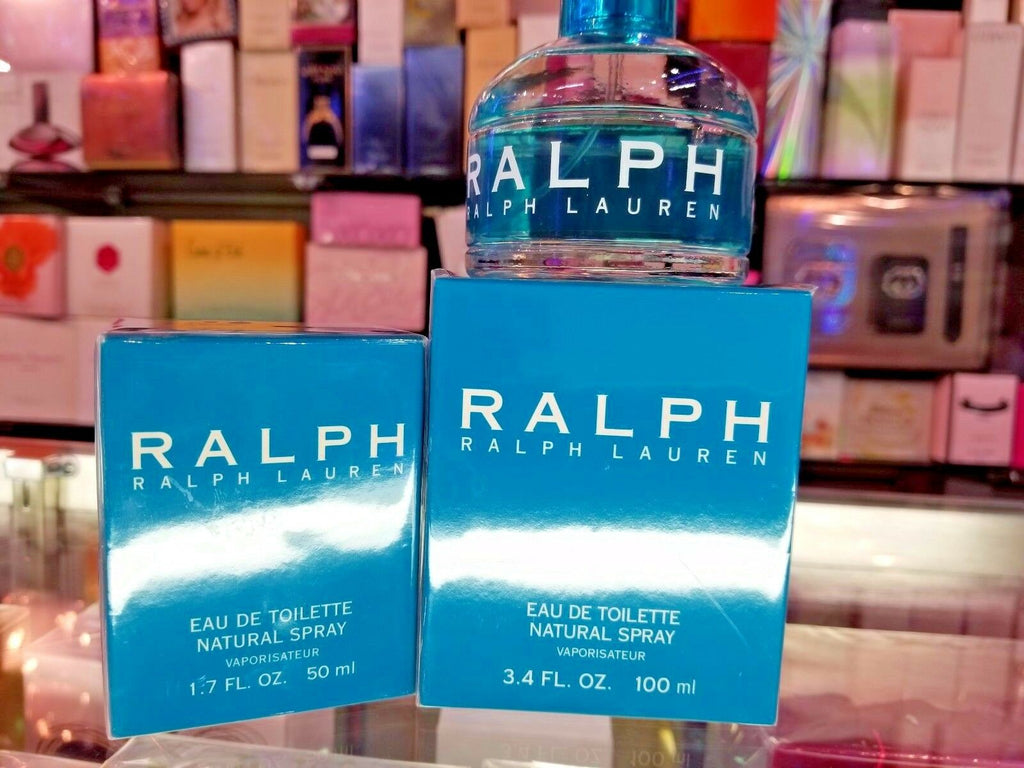 RALPH
RALPH LAUREN
RALPH
RALPH LAUREN
EAU DE TOILETTE
NATURAL SPRAY
VAPORISATEUR
1.7 FL. OZ. 50 ml
RALPH
RALPH LAUREN
EAU DE TOILETTE
NATURAL SPRAY
VAPORISATEUR
3.4 FL. OZ. 100 ml